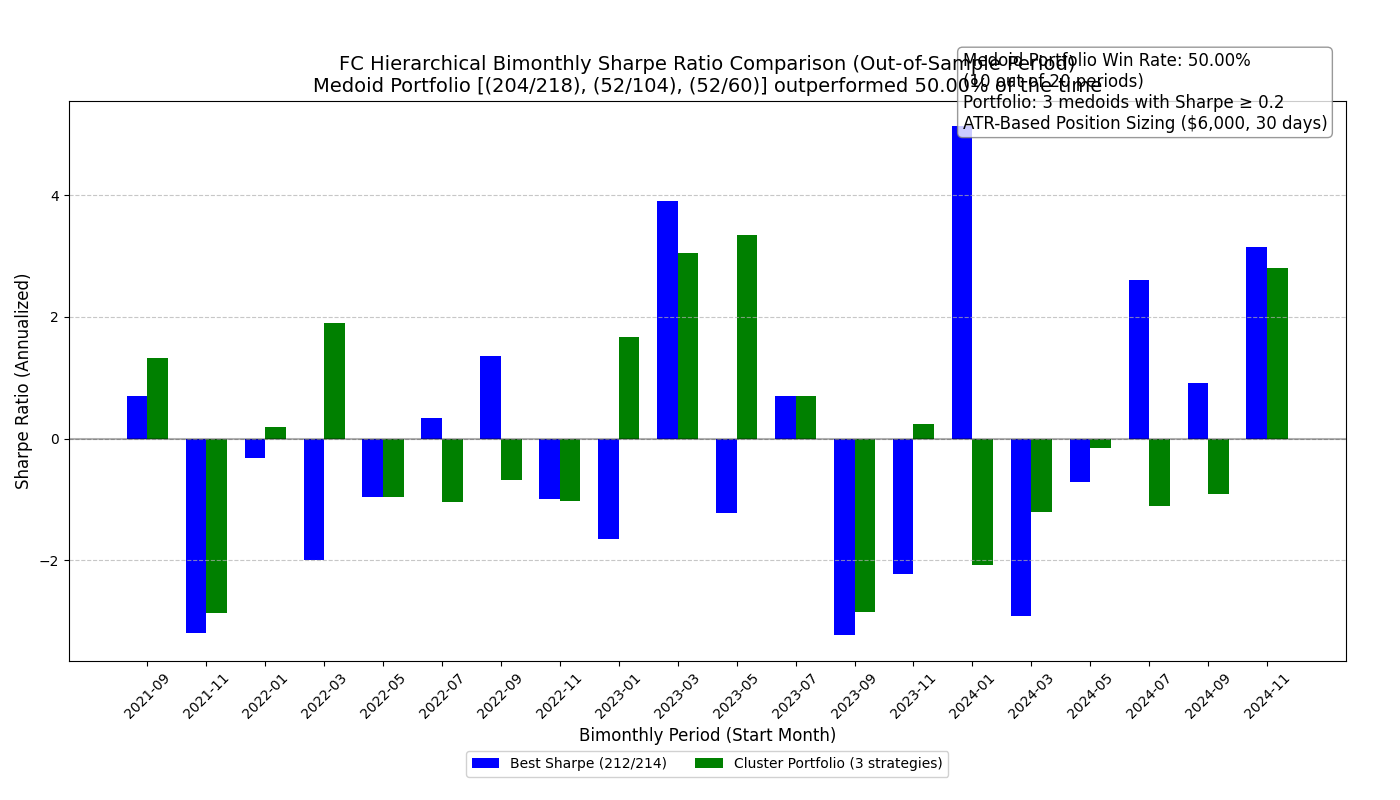 FC Hierarchical Bimonthly Sharpe Ratio Comparison (Out-of-Sample Period)
Medoid Portfolio [(204/218), (52/104), (52/60)] outperformed 50.00% of the time
Medoid Portfolio Win Rate: 50.00%
(10 out of 20 periods)
Portfolio: 3 medoids with Sharpe ≥ 0.2
ATR-Based Position Sizing ($6,000, 30 days)
Sharpe Ratio (Annualized)
4
2
0
−2
2021-09
2021-11
2022-01
2022-03
2022-05
2022-07
2022-09
2022-11
2023-01
2023-03
2023-05
2023-07
2023-09
2023-11
2024-01
2024-03
2024-05
2024-07
2024-09
2024-11
Bimonthly Period (Start Month)
Best Sharpe (212/214)
Cluster Portfolio (3 strategies)